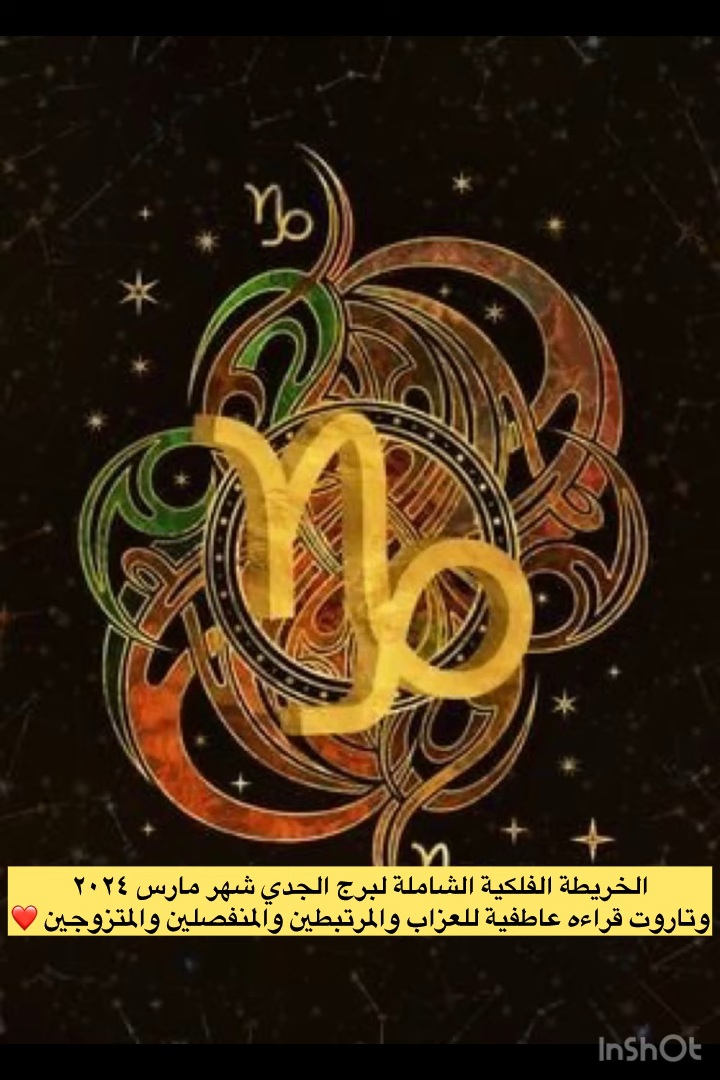 الخريطة الفلكية الشاملة لبرج الجدي شهر مارس ٢٠٢٤
وتاروت قراءه عاطفية للعزاب والمرتبطين والمنفصلين والمتزوجين ❤️
InShOt